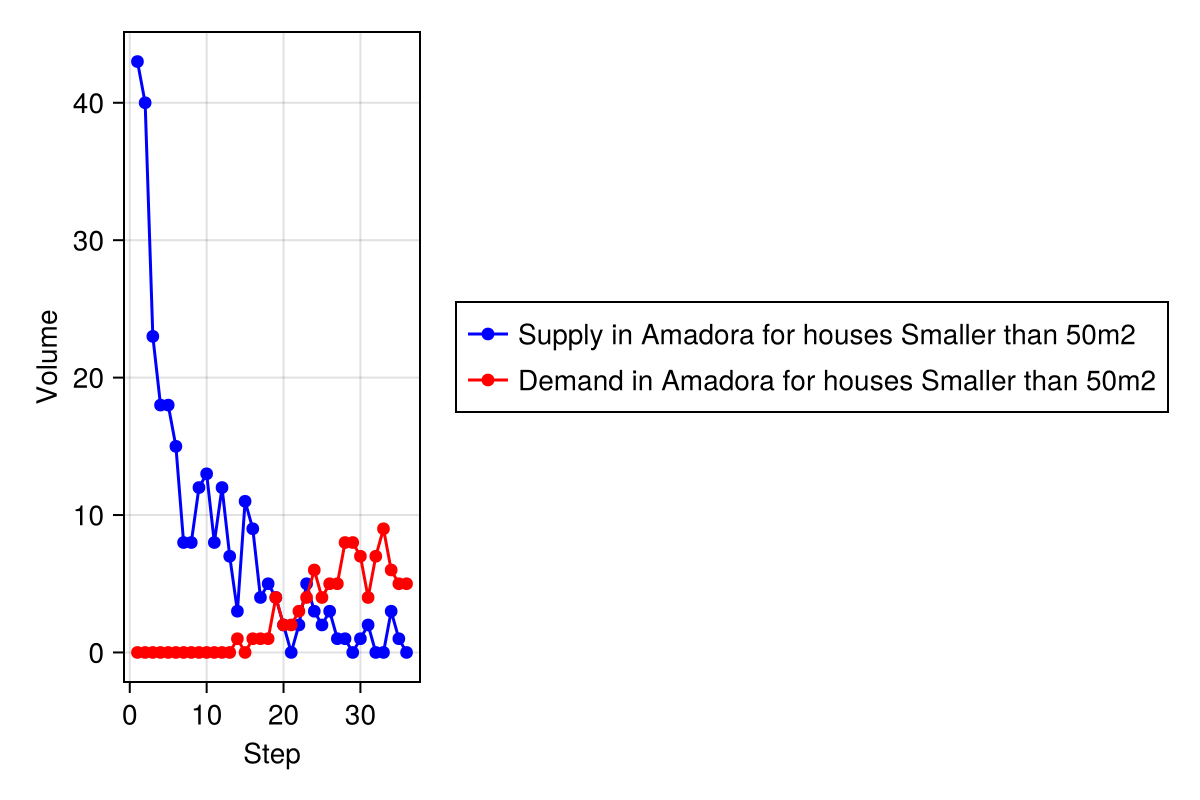 40
30
20
10
0
Volume
0 10 20 30
Step
Supply in Amadora for houses Smaller than 50m2
Demand in Amadora for houses Smaller than 50m2